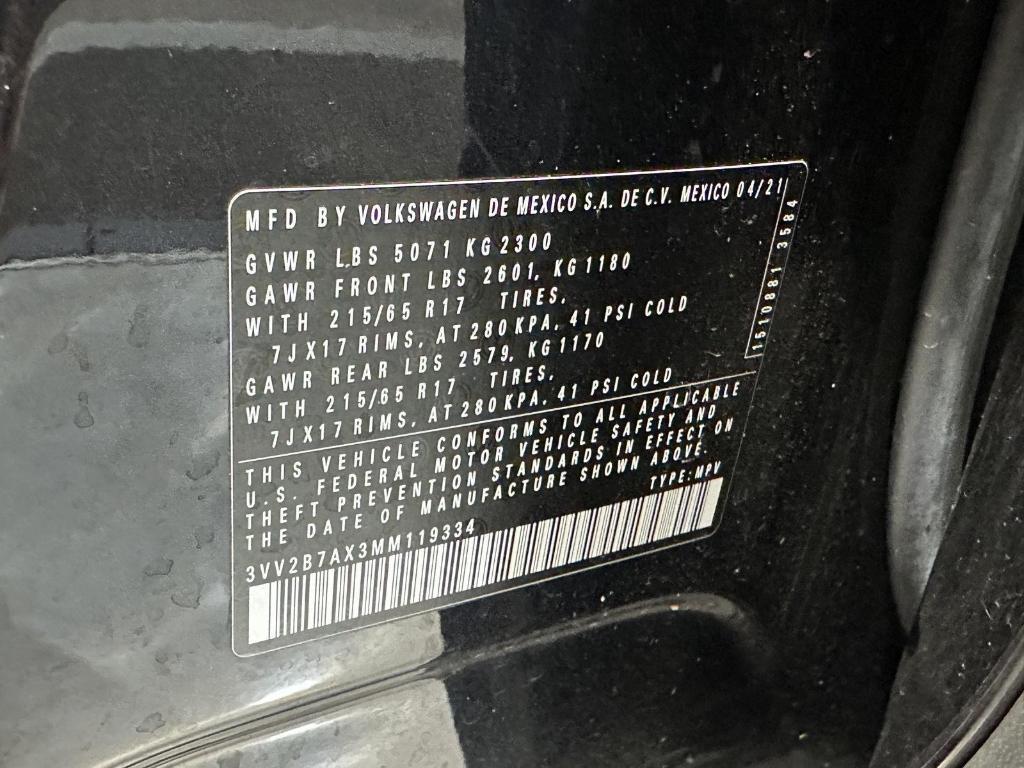 MFD BY VOLKSWAGEN DE MEXICO S.A. DE C.V. MEXICO 04/21
GVWR LBS 5071 KG 2300
GAWR FRONT LBS 2601, KG 1180
WITH 215/65 R17 TIRES,
7JX17 RIMS, AT 280 KPA, 41 PSI COLD
GAWR REAR LBS 2579, KG 1170
WITH 215/65 R17 TIRES,
7JX17 RIMS, AT 280 KPA, 41 PSI COLD
1510881 3584
THIS VEHICLE CONFORMS TO ALL APPLICABLE
U.S. FEDERAL MOTOR VEHICLE SAFETY AND
THEFT PREVENTION STANDARDS IN EFFECT ON
THE DATE OF MANUFACTURE SHOWN ABOVE.
TYPE: MPV
3VV2B7AX3MM119334